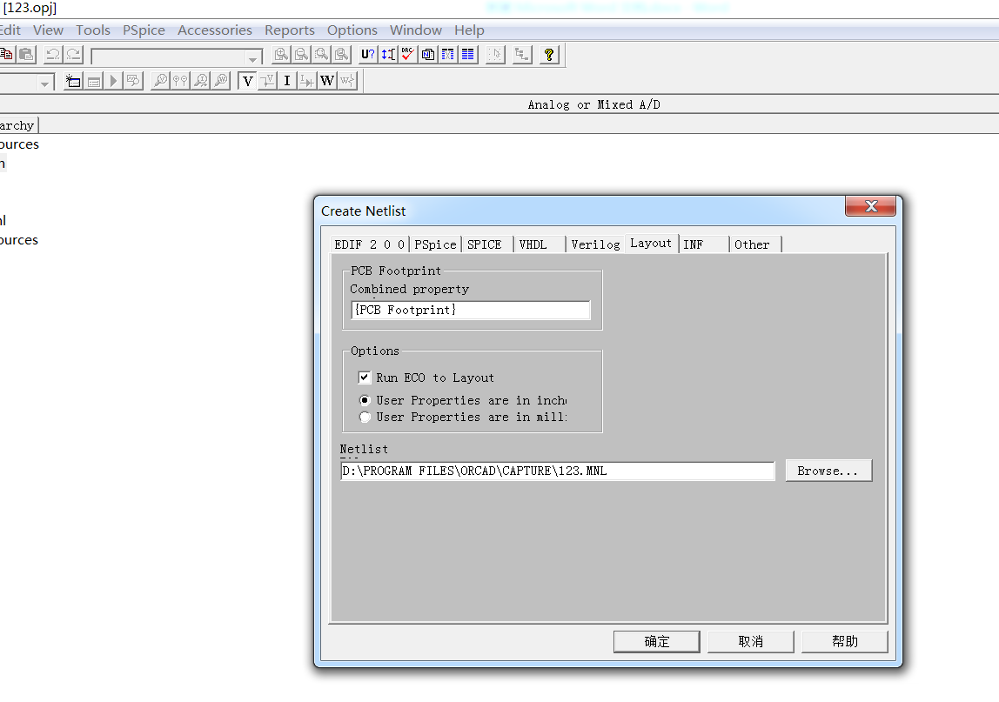 [123.opj]
Edit View Tools PSpice Accessories Reports Options Window Help
U? DRC ?
V V I I W W
Analog or Mixed A/D
archy
ources
n
nl
ources
Create Netlist
EDIF 2 0 0 PSpice SPICE VHDL Verilog Layout INF Other
PCB Footprint
Combined property
{PCB Footprint}
Options
Run ECO to Layout
User Properties are in inch
User Properties are in mill
Netlist
D:\PROGRAM FILES\ORCAD\CAPTURE\123.MNL
Browse...
确定 取消 帮助